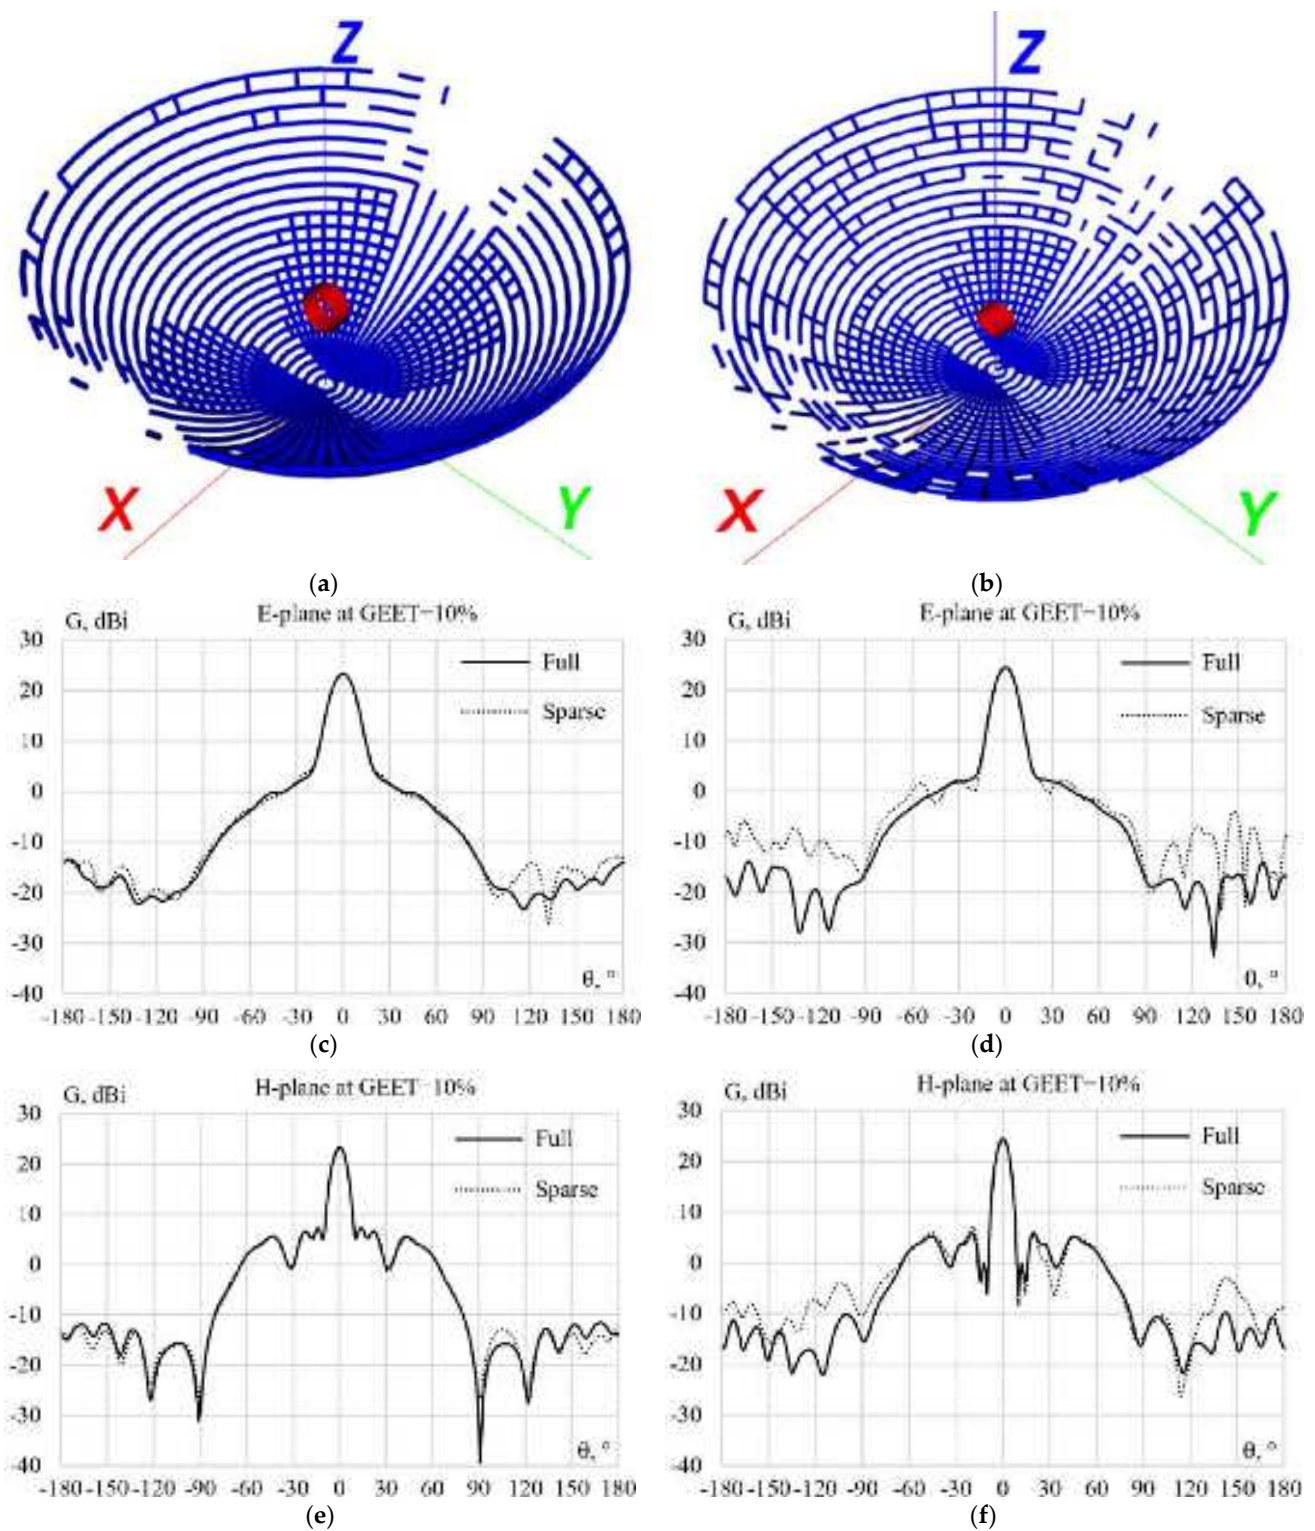 Z
Z
X
Y
X
Y
(a)
(b)
G, dBi
E-plane at GEET=10%
30
20
10
0
-10
-20
-30
-40
Full
Sparse
θ, °
-180 -150 -120 -90 -60 -30 0 30 60 90 120 150 180
(c)
G, dBi
E-plane at GEET=10%
30
20
10
0
-10
-20
-30
-40
Full
Sparse
θ, °
-180 -150 -120 -90 -60 -30 0 30 60 90 120 150 180
(d)
G, dBi
H-plane at GEET=10%
30
20
10
0
-10
-20
-30
-40
Full
Sparse
θ, °
-180 -150 -120 -90 -60 -30 0 30 60 90 120 150 180
(e)
G, dBi
H-plane at GEET=10%
30
20
10
0
-10
-20
-30
-40
Full
Sparse
θ, °
-180 -150 -120 -90 -60 -30 0 30 60 90 120 150 180
(f)